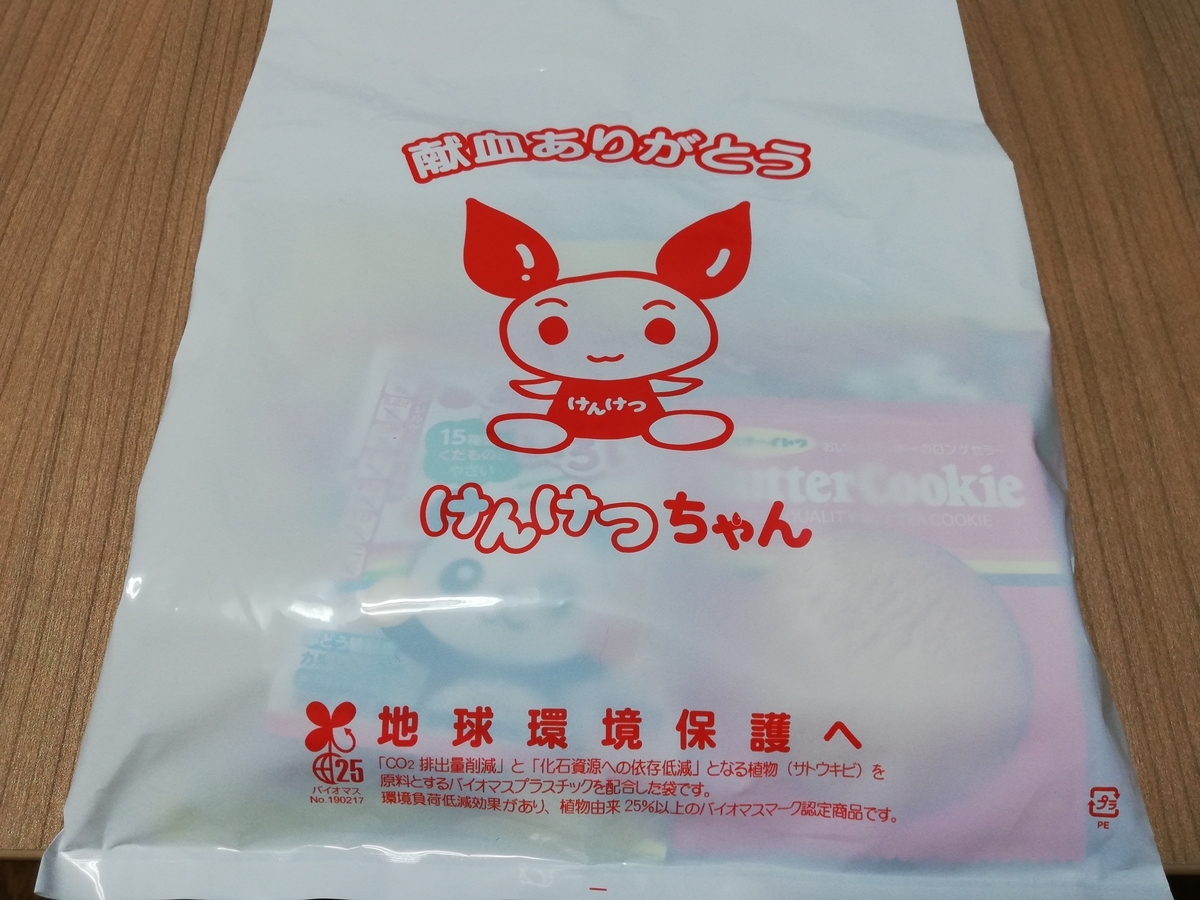 献血ありがとう
けんけつ
けんけつちゃん
15
くだもの
やさい
ロングセラー
utter Cookie
QUALITY
COOKIE
地球環境保護へ
「CO2 排出量削減」と「化石資源への依存低減」となる植物（サトウキビ）を
原料とするバイオマスプラスチックを配合した袋です。
環境負荷低減効果があり、植物由来 25%以上のバイオマスマーク認定商品です。
25
バイオマス
No.190217
プラ
PE